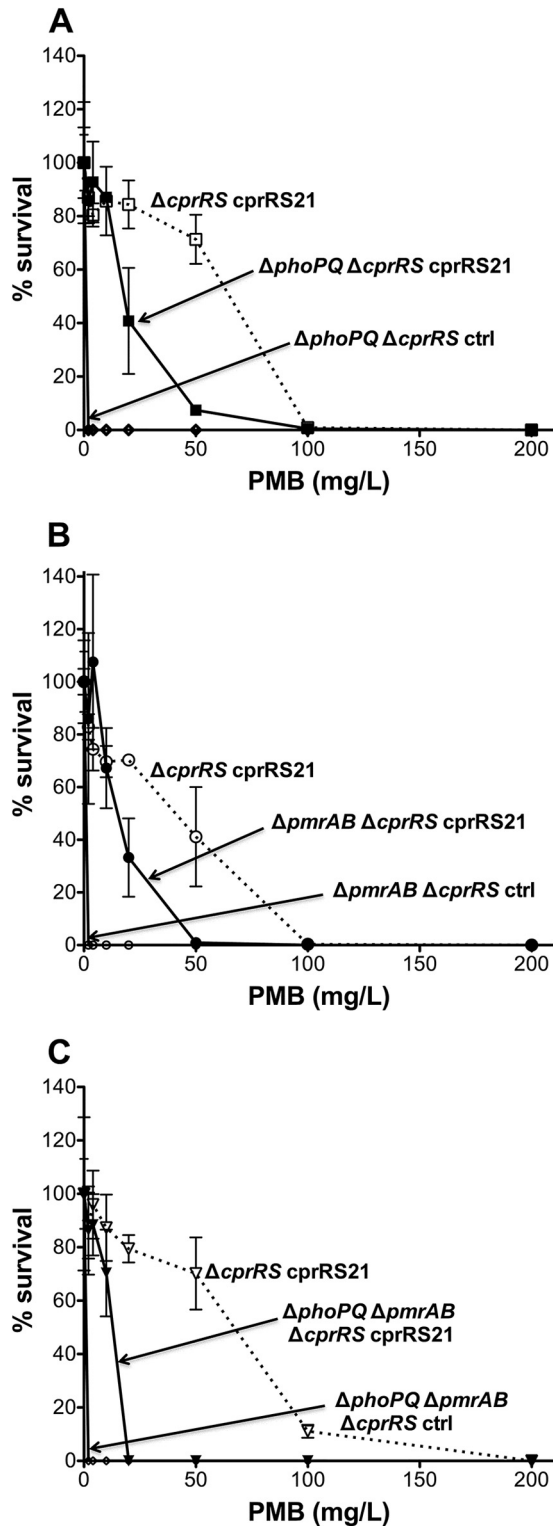 A
140
120
100
80
60
40
20
0
% survival
ΔcprRS cprRS21
ΔphoPQ ΔcprRS cprRS21
ΔphoPQ ΔcprRS ctrl
0 50 100 150 200
PMB (mg/L)
B
140
120
100
80
60
40
20
0
% survival
ΔcprRS cprRS21
ΔpmrAB ΔcprRS cprRS21
ΔpmrAB ΔcprRS ctrl
0 50 100 150 200
PMB (mg/L)
C
140
120
100
80
60
40
20
0
% survival
ΔcprRS cprRS21
ΔphoPQ ΔpmrAB
ΔcprRS cprRS21
ΔphoPQ ΔpmrAB
ΔcprRS ctrl
0 50 100 150 200
PMB (mg/L)